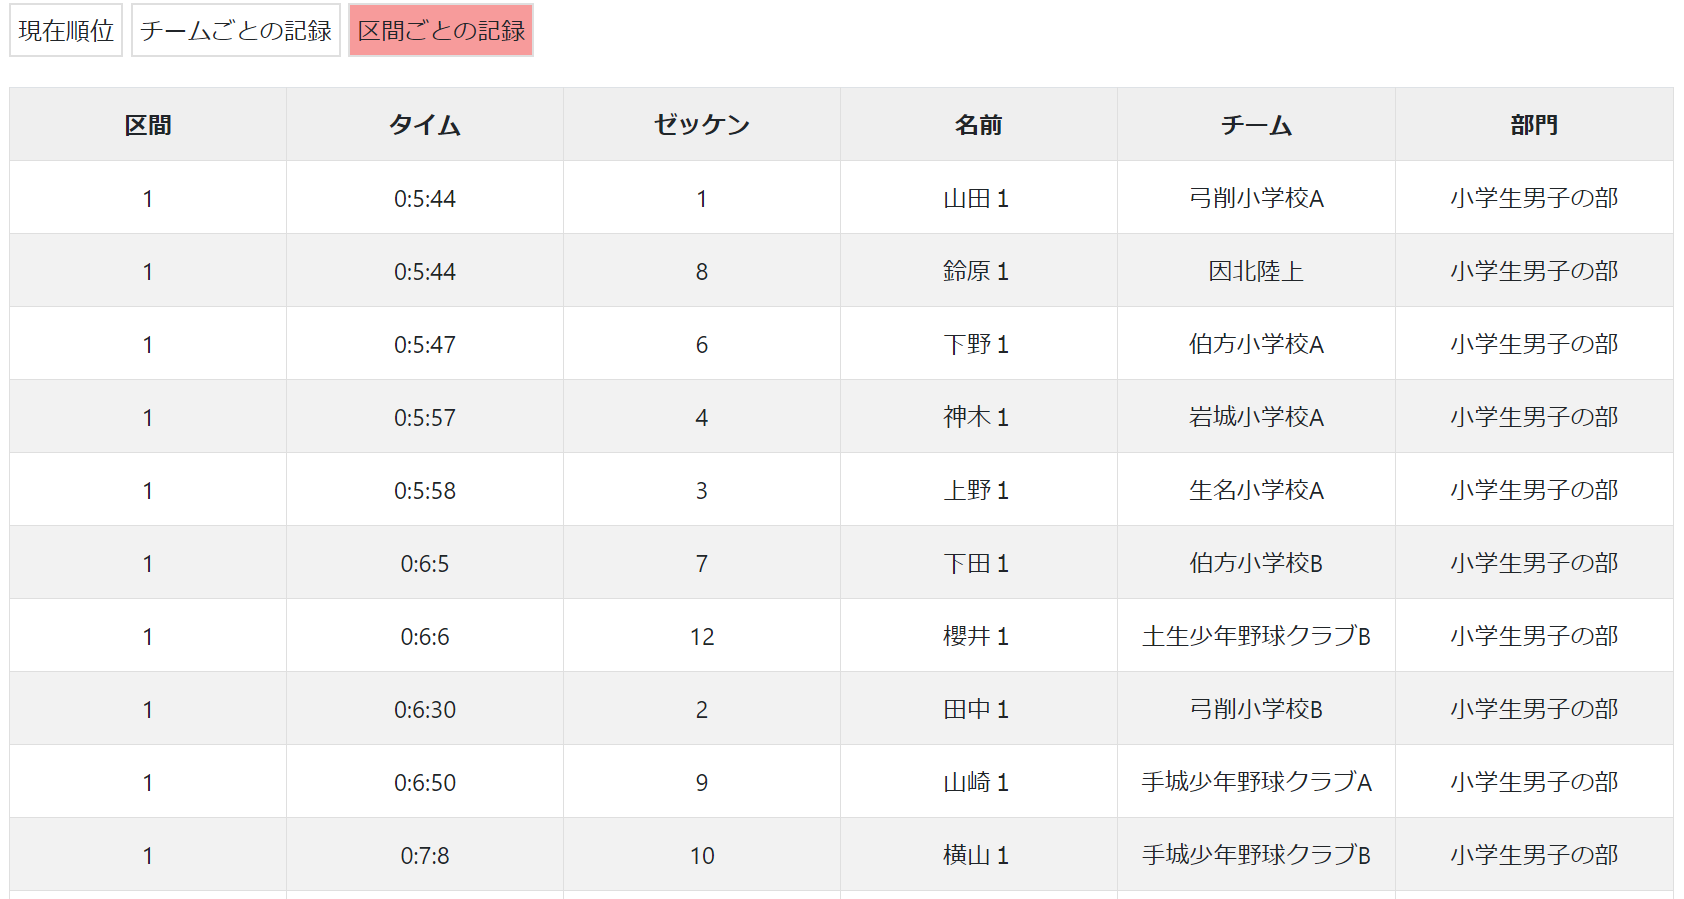 現在順位 チームごとの記録 区間ごとの記録
区間 タイム ゼッケン 名前 チーム 部門
1 0:5:44 1 山田１ 弓削小学校A 小学生男子の部
1 0:5:44 8 鈴原１ 因北陸上 小学生男子の部
1 0:5:47 6 下野１ 伯方小学校A 小学生男子の部
1 0:5:57 4 神木１ 岩城小学校A 小学生男子の部
1 0:5:58 3 上野１ 生名小学校A 小学生男子の部
1 0:6:5 7 下田１ 伯方小学校B 小学生男子の部
1 0:6:6 12 櫻井１ 土生少年野球クラブB 小学生男子の部
1 0:6:30 2 田中１ 弓削小学校B 小学生男子の部
1 0:6:50 9 山崎１ 手城少年野球クラブA 小学生男子の部
1 0:7:8 10 横山１ 手城少年野球クラブB 小学生男子の部